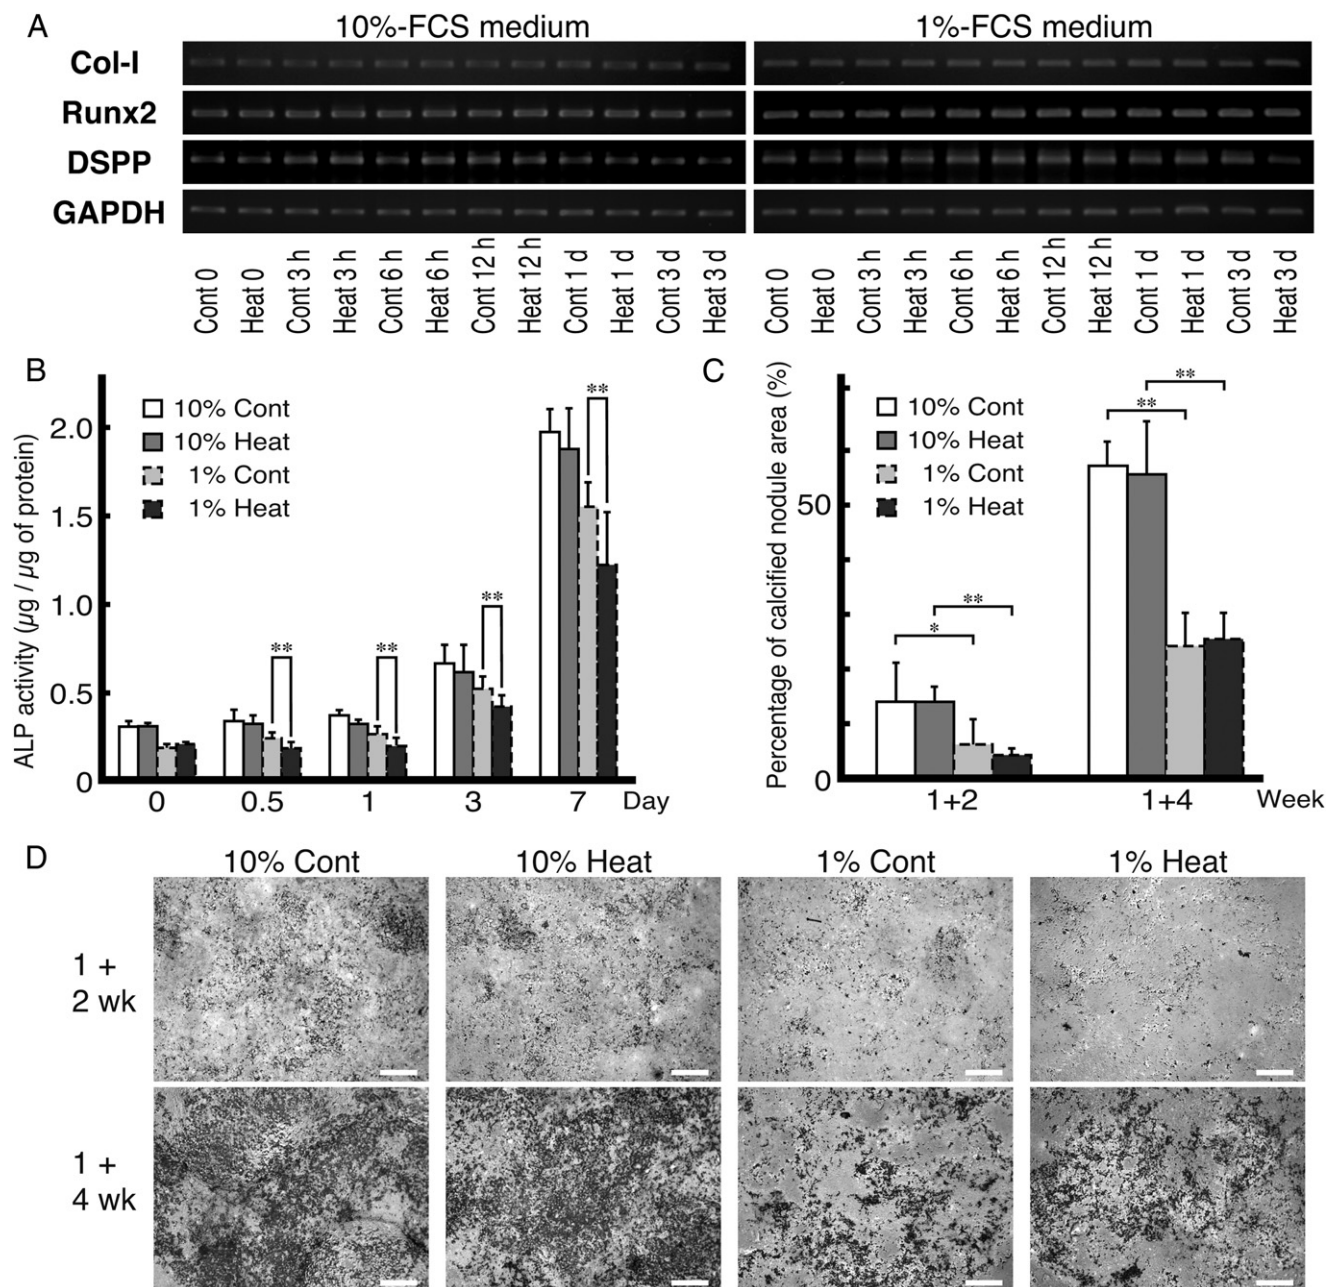 A
10%-FCS medium
1%-FCS medium
Col-I
Runx2
DSPP
GAPDH
Cont 0
Heat 0
Cont 3 h
Heat 3 h
Cont 6 h
Heat 6 h
Cont 12 h
Heat 12 h
Cont 1 d
Heat 1 d
Cont 3 d
Heat 3 d
Cont 0
Heat 0
Cont 3 h
Heat 3 h
Cont 6 h
Heat 6 h
Cont 12 h
Heat 12 h
Cont 1 d
Heat 1 d
Cont 3 d
Heat 3 d
B
ALP activity (µg / µg of protein)
2.0
1.5
1.0
0.5
0
10% Cont
10% Heat
1% Cont
1% Heat
**
**
**
**
0 0.5 1 3 7 Day
C
Percentage of calcified nodule area (%)
50
0
10% Cont
10% Heat
1% Cont
1% Heat
*
**
**
**
1+2 1+4 Week
D
10% Cont 10% Heat 1% Cont 1% Heat
1 +
2 wk
1 +
4 wk